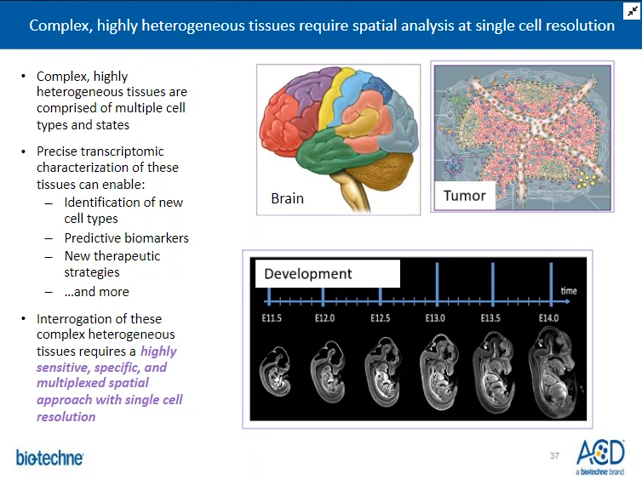 Complex, highly heterogeneous tissues require spatial analysis at single cell resolution
• Complex, highly
heterogeneous tissues are
comprised of multiple cell
types and states
• Precise transcriptomic
characterization of these
tissues can enable:
– Identification of new
cell types
– Predictive biomarkers
– New therapeutic
strategies
– …and more
• Interrogation of these
complex heterogeneous
tissues requires a highly
sensitive, specific, and
multiplexed spatial
approach with single cell
resolution
Brain
Tumor
Development
time
E11.5 E12.0 E12.5 E13.0 E13.5 E14.0
biotechne
37
ACD
a biotechne brand